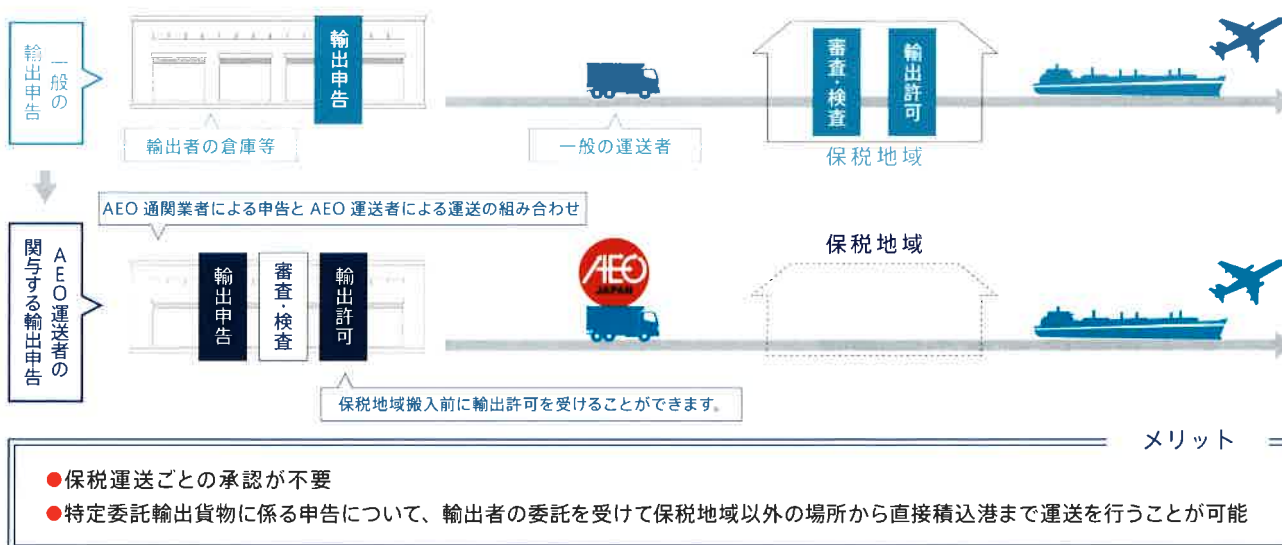 一般の
輸出申告
輸出申告
輸出者の倉庫等
一般の運送者
審査・検査
輸出許可
保税地域
AEO運送者の
関与する輸出申告
AEO 通関業者による申告と AEO 運送者による運送の組み合わせ
輸出申告
審査・検査
輸出許可
AEO
JAPAN
保税地域
保税地域搬入前に輸出許可を受けることができます。
メリット
●保税運送ごとの承認が不要
●特定委託輸出貨物に係る申告について、輸出者の委託を受けて保税地域以外の場所から直接積込港まで運送を行うことが可能